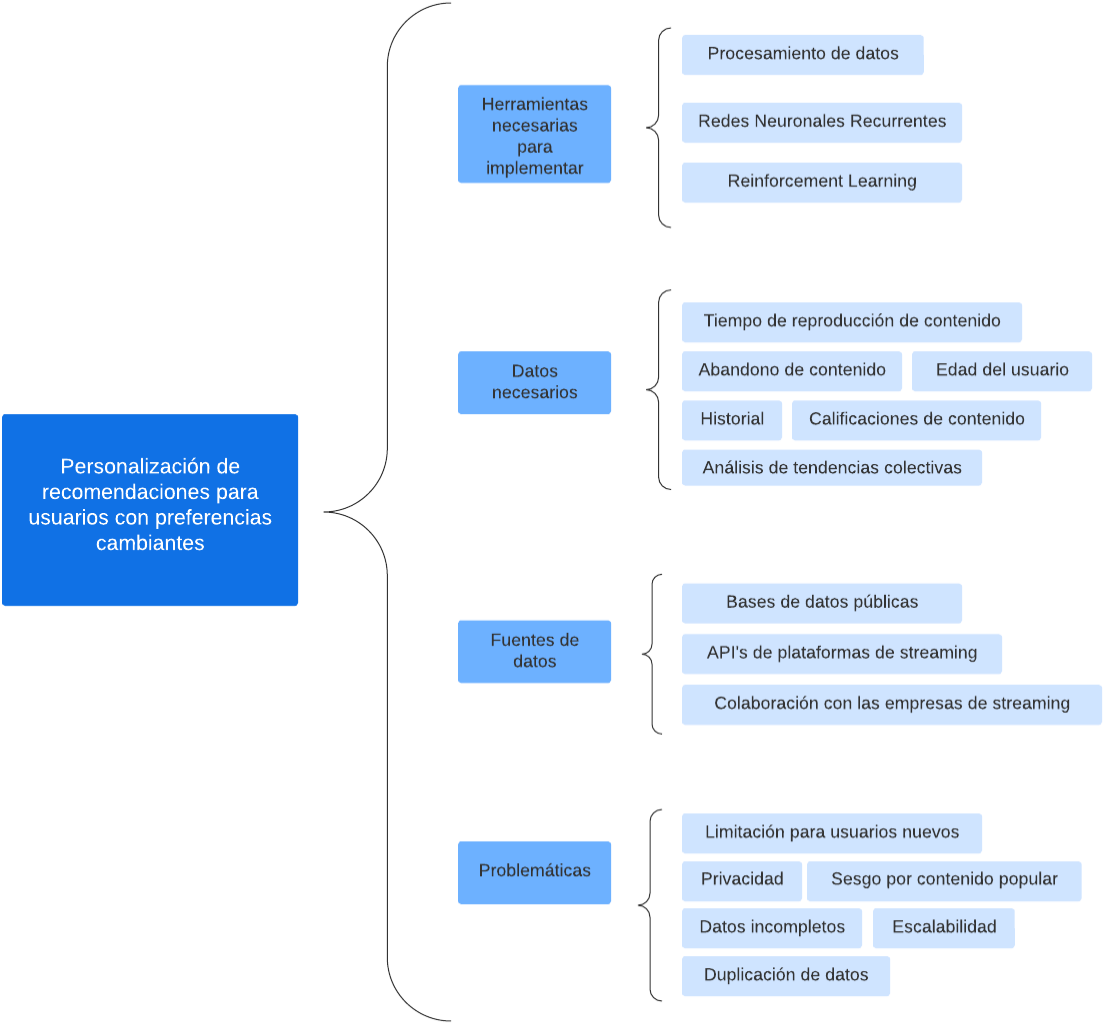 Personalización de
recomendaciones para
usuarios con preferencias
cambiantes
Herramientas
necesarias
para
implementar
Procesamiento de datos
Redes Neuronales Recurrentes
Reinforcement Learning
Datos
necesarios
Tiempo de reproducción de contenido
Abandono de contenido
Edad del usuario
Historial
Calificaciones de contenido
Análisis de tendencias colectivas
Fuentes de
datos
Bases de datos públicas
API's de plataformas de streaming
Colaboración con las empresas de streaming
Problemáticas
Limitación para usuarios nuevos
Privacidad
Sesgo por contenido popular
Datos incompletos
Escalabilidad
Duplicación de datos